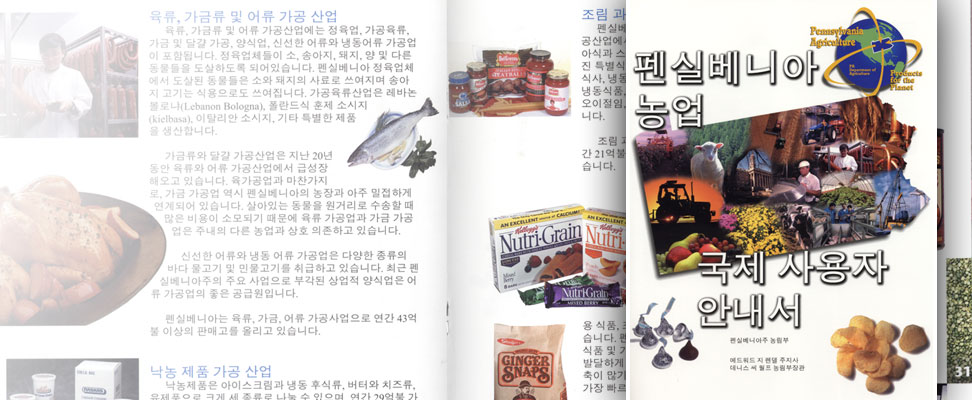 육류, 가금류 및 어류 가공 산업
육류, 가금류 및 어류 가공산업에는 정육업, 가공육류,
가금 및 달걀 가공, 양식업, 신선한 어류와 냉동어류 가공업
이 포함됩니다. 정육업체들이 소, 송아지, 돼지, 양 및 다른
동물들을 도살하도록 되어있습니다. 펜실베니아 정육업체
에서 도살된 동물들은 소와 돼지의 사료로 쓰여지며 송아
지 고기는 식용으로도 쓰여집니다. 가공육류산업은 레바논
볼로냐(Lebanon Bologna), 폴란드식 훈제 소시지
(kielbasa), 이탈리안 소시지, 기타 특별한 제품
을 생산합니다.
가금류와 달걀 가공산업은 지난 20년
동안 육류와 어류 가공산업에서 급성장
해오고 있습니다. 육가공업과 마찬가지
로, 가금 가공업 역시 펜실베니아의 농장과 아주 밀접하게
연계되어 있습니다. 살아있는 동물을 원거리로 수송할 때
많은 비용이 소모되기 때문에 육류 가공업과 가금 가공
업은 주내의 다른 농업과 상호 의존하고 있습니다.
신선한 어류와 냉동 어류 가공업은 다양한 종류의
바다 물고기 및 민물고기를 취급하고 있습니다. 최근 펜
실베니아주의 주요 사업으로 부각된 상업적 양식업은 어
류 가공업의 좋은 공급원입니다.
펜실베니아는 육류, 가금, 어류 가공사업으로 연간 43억
불 이상의 판매고를 올리고 있습니다.
낙농 제품 가공 산업
낙농제품은 아이스크림과 냉동 후식류, 버터와 치즈류,
유제품으로 크게 세 종류로 나눌 수 있으며, 연간 29억불 가
조림 과
펜실베
공산업에
아식과
진 특별식
식사, 냉동
냉동식품,
오이절임,
니다.
조림 과
간 21억불
습니다.
AN EXCELLENT SOURCE OF CALCIUM!
Kellogg's
Nutri-Grain
Mixed Berry
AN EXCELLENT
Nutri-Grain
MIXED BERRY
GINGER SNAPS
용 식품,
습니다. 펜
식품 및 기
발달하게
축이 많기
가장 빠르
Pennsylvania
Agriculture
PA Department of Agriculture
Products for the Planet
펜실베니아
농업
국제 사용자
안내서
펜실베니아주 농림부
에드워드 지 렌델 주지사
데니스 씨 월프 농림부장관
31